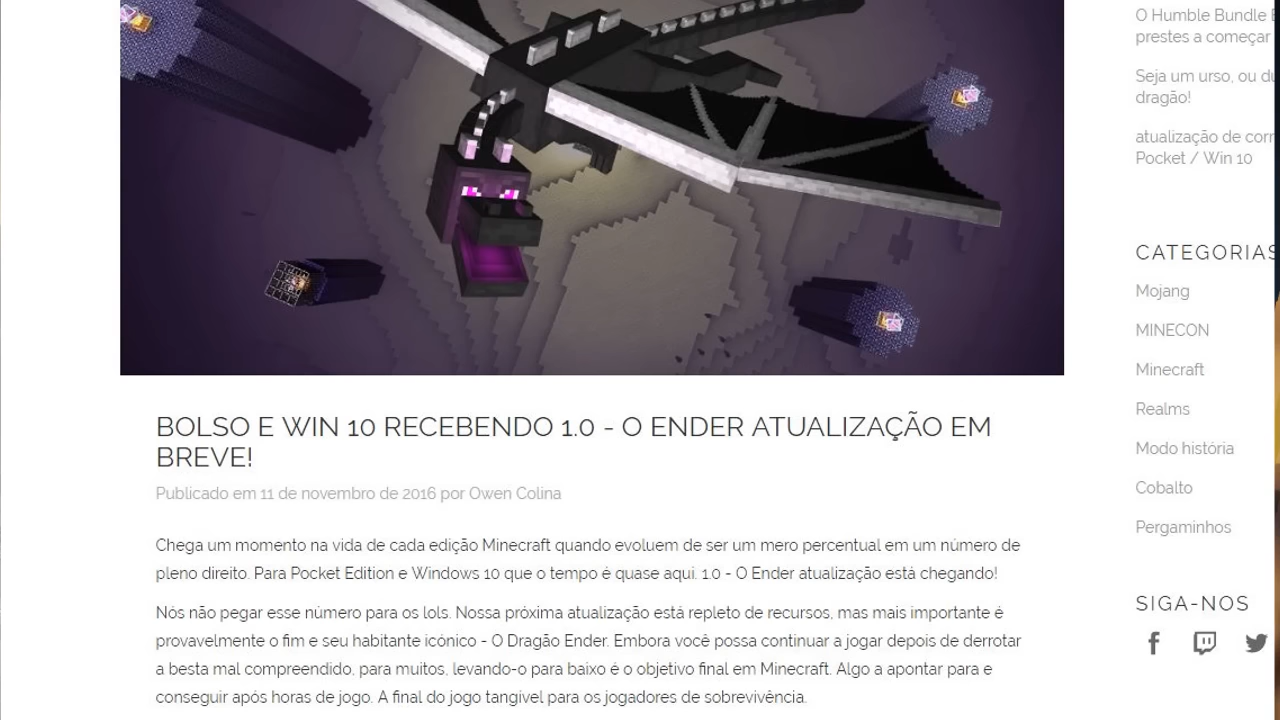 BOLSO E WIN 10 RECEBENDO 1.0 - O ENDER ATUALIZAÇÃO EM
BREVE!
Publicado em 11 de novembro de 2016 por Owen Colina
Chega um momento na vida de cada edição Minecraft quando evoluem de ser um mero percentual em um número de
pleno direito. Para Pocket Edition e Windows 10 que o tempo é quase aqui. 1.0 - O Ender atualização está chegando!
Nós não pegar esse número para os lols. Nossa próxima atualização está repleto de recursos, mas mais importante é
provavelmente o fim e seu habitante icónico - O Dragão Ender. Embora você possa continuar a jogar depois de derrotar
a besta mal compreendido, para muitos, levando-o para baixo é o objetivo final em Minecraft. Algo a apontar para e
conseguir após horas de jogo. A final do jogo tangível para os jogadores de sobrevivência.
O Humble Bundle
prestes a começar
Seja um urso, ou
dragão!
atualização de
Pocket / Win 10
CATEGORIAS
Mojang
MINECON
Minecraft
Realms
Modo história
Cobalto
Pergaminhos
SIGA-NOS